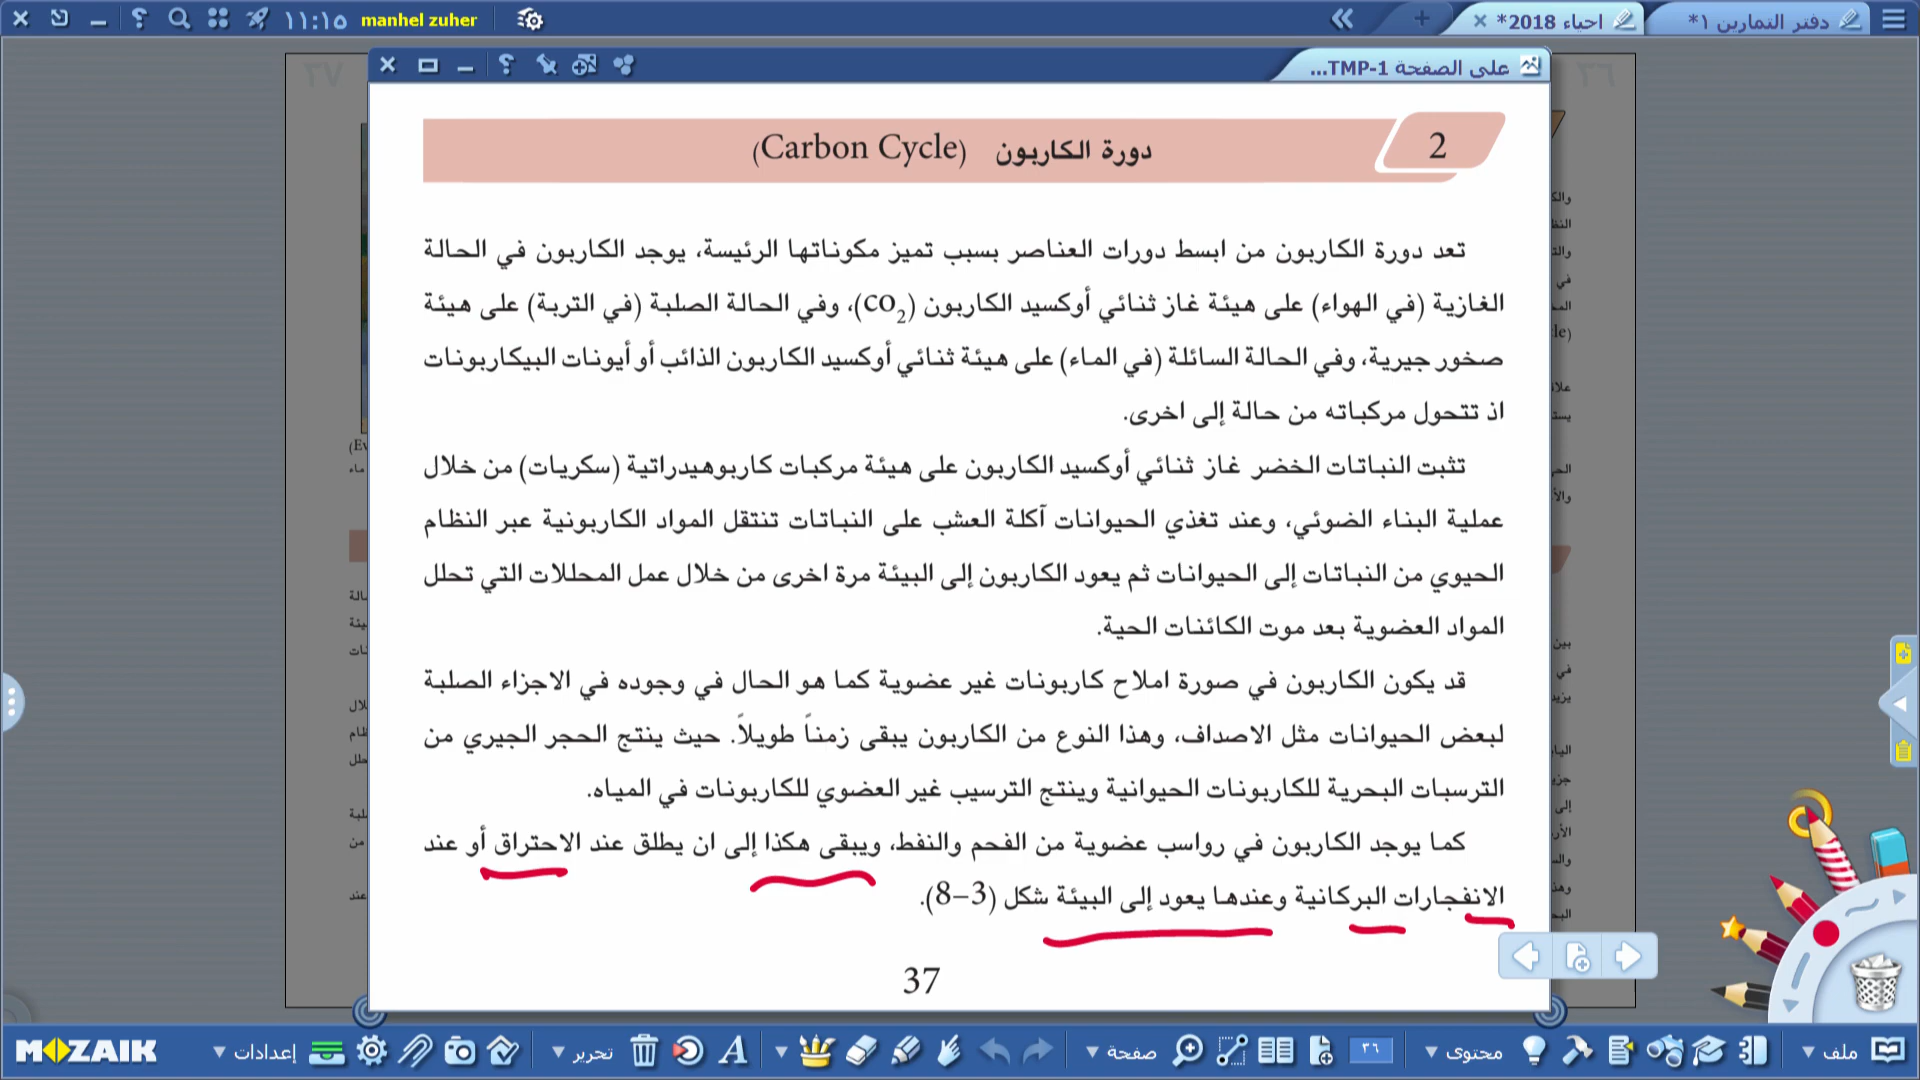 manhel zuher
١١:١٥
احياء 2018*
دفتر التمارين ١*
على الصفحة TMP-1...
٣٧
٣٦
2
دورة الكاربون (Carbon Cycle)
تعد دورة الكاربون من ابسط دورات العناصر بسبب تميز مكوناتها الرئيسة، يوجد الكاربون في الحالة
الغازية (في الهواء) على هيئة غاز ثنائي أوكسيد الكاربون (CO2)، وفي الحالة الصلبة (في التربة) على هيئة
صخور جيرية، وفي الحالة السائلة (في الماء) على هيئة ثنائي أوكسيد الكاربون الذائب أو أيونات البيكاربونات
اذ تتحول مركباته من حالة إلى اخرى.
تثبت النباتات الخضر غاز ثنائي أوكسيد الكاربون على هيئة مركبات كاربوهيدراتية (سكريات) من خلال
عملية البناء الضوئي، وعند تغذي الحيوانات آكلة العشب على النباتات تنتقل المواد الكاربونية عبر النظام
الحيوي من النباتات إلى الحيوانات ثم يعود الكاربون إلى البيئة مرة اخرى من خلال عمل المحللات التي تحلل
المواد العضوية بعد موت الكائنات الحية.
قد يكون الكاربون في صورة املاح كاربونات غير عضوية كما هو الحال في وجوده في الاجزاء الصلبة
لبعض الحيوانات مثل الاصداف، وهذا النوع من الكاربون يبقى زمناً طويلاً. حيث ينتج الحجر الجيري من
الترسبات البحرية للكاربونات الحيوانية وينتج الترسيب غير العضوي للكاربونات في المياه.
كما يوجد الكاربون في رواسب عضوية من الفحم والنفط، ويبقى هكذا إلى ان يطلق عند الاحتراق أو عند
الانفجارات البركانية وعندها يعود إلى البيئة شكل (3-8).
37
MOZAIK
إعدادات
تحرير
صفحة
٣٦
محتوى
ملف